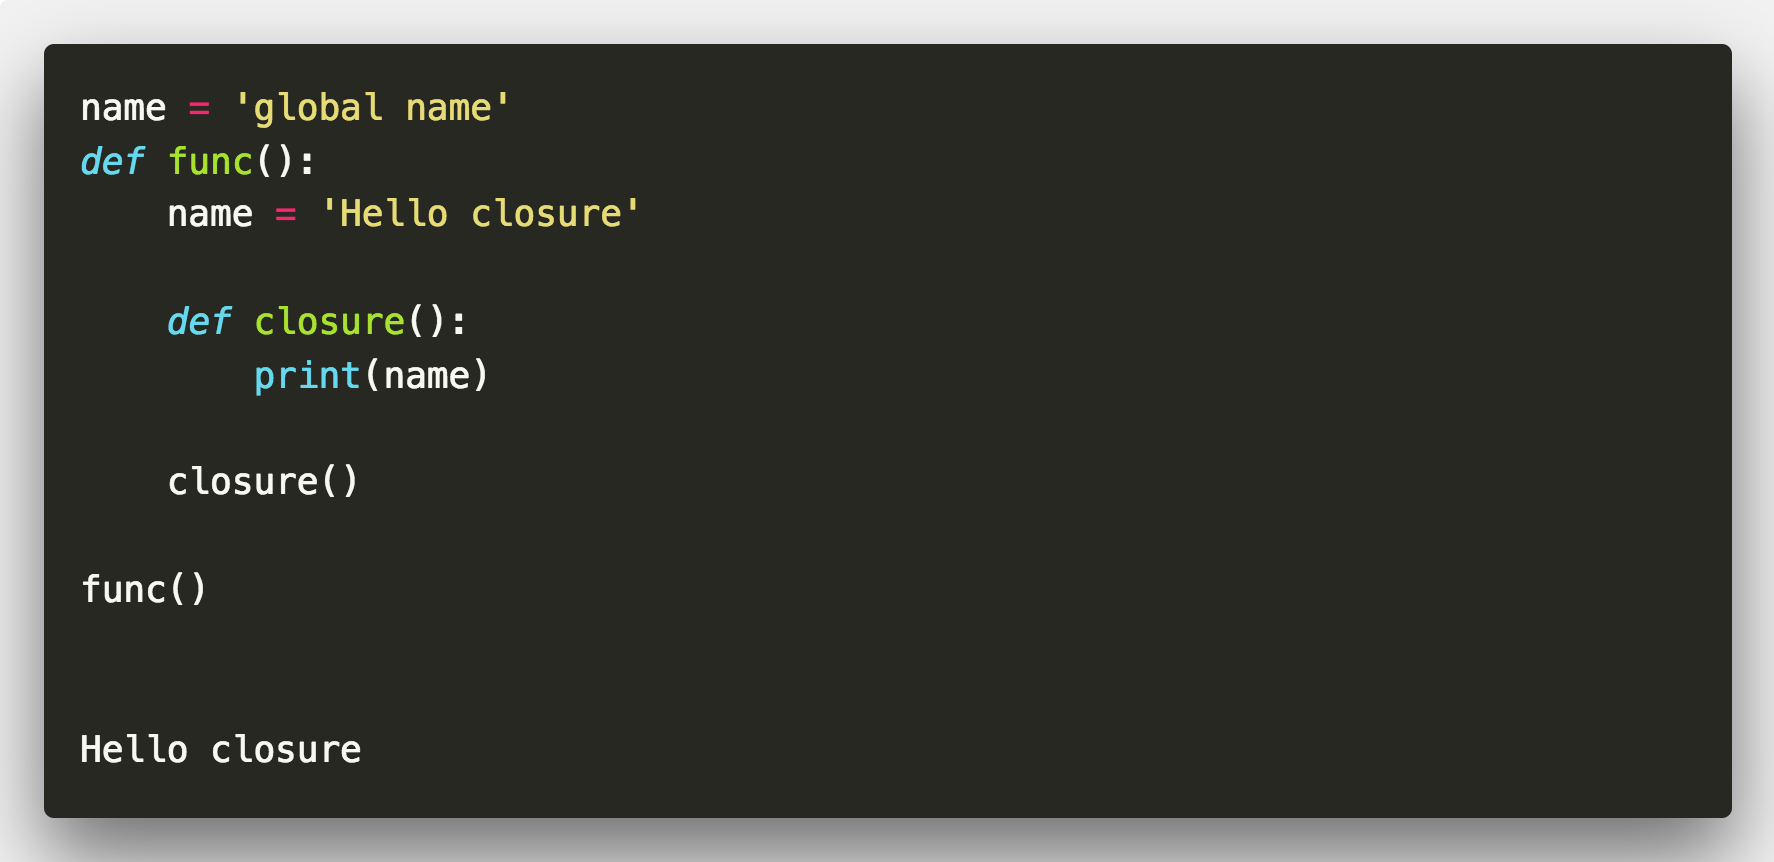 name = 'global name'
def func():
    name = 'Hello closure'

    def closure():
        print(name)

    closure()

func()


Hello closure